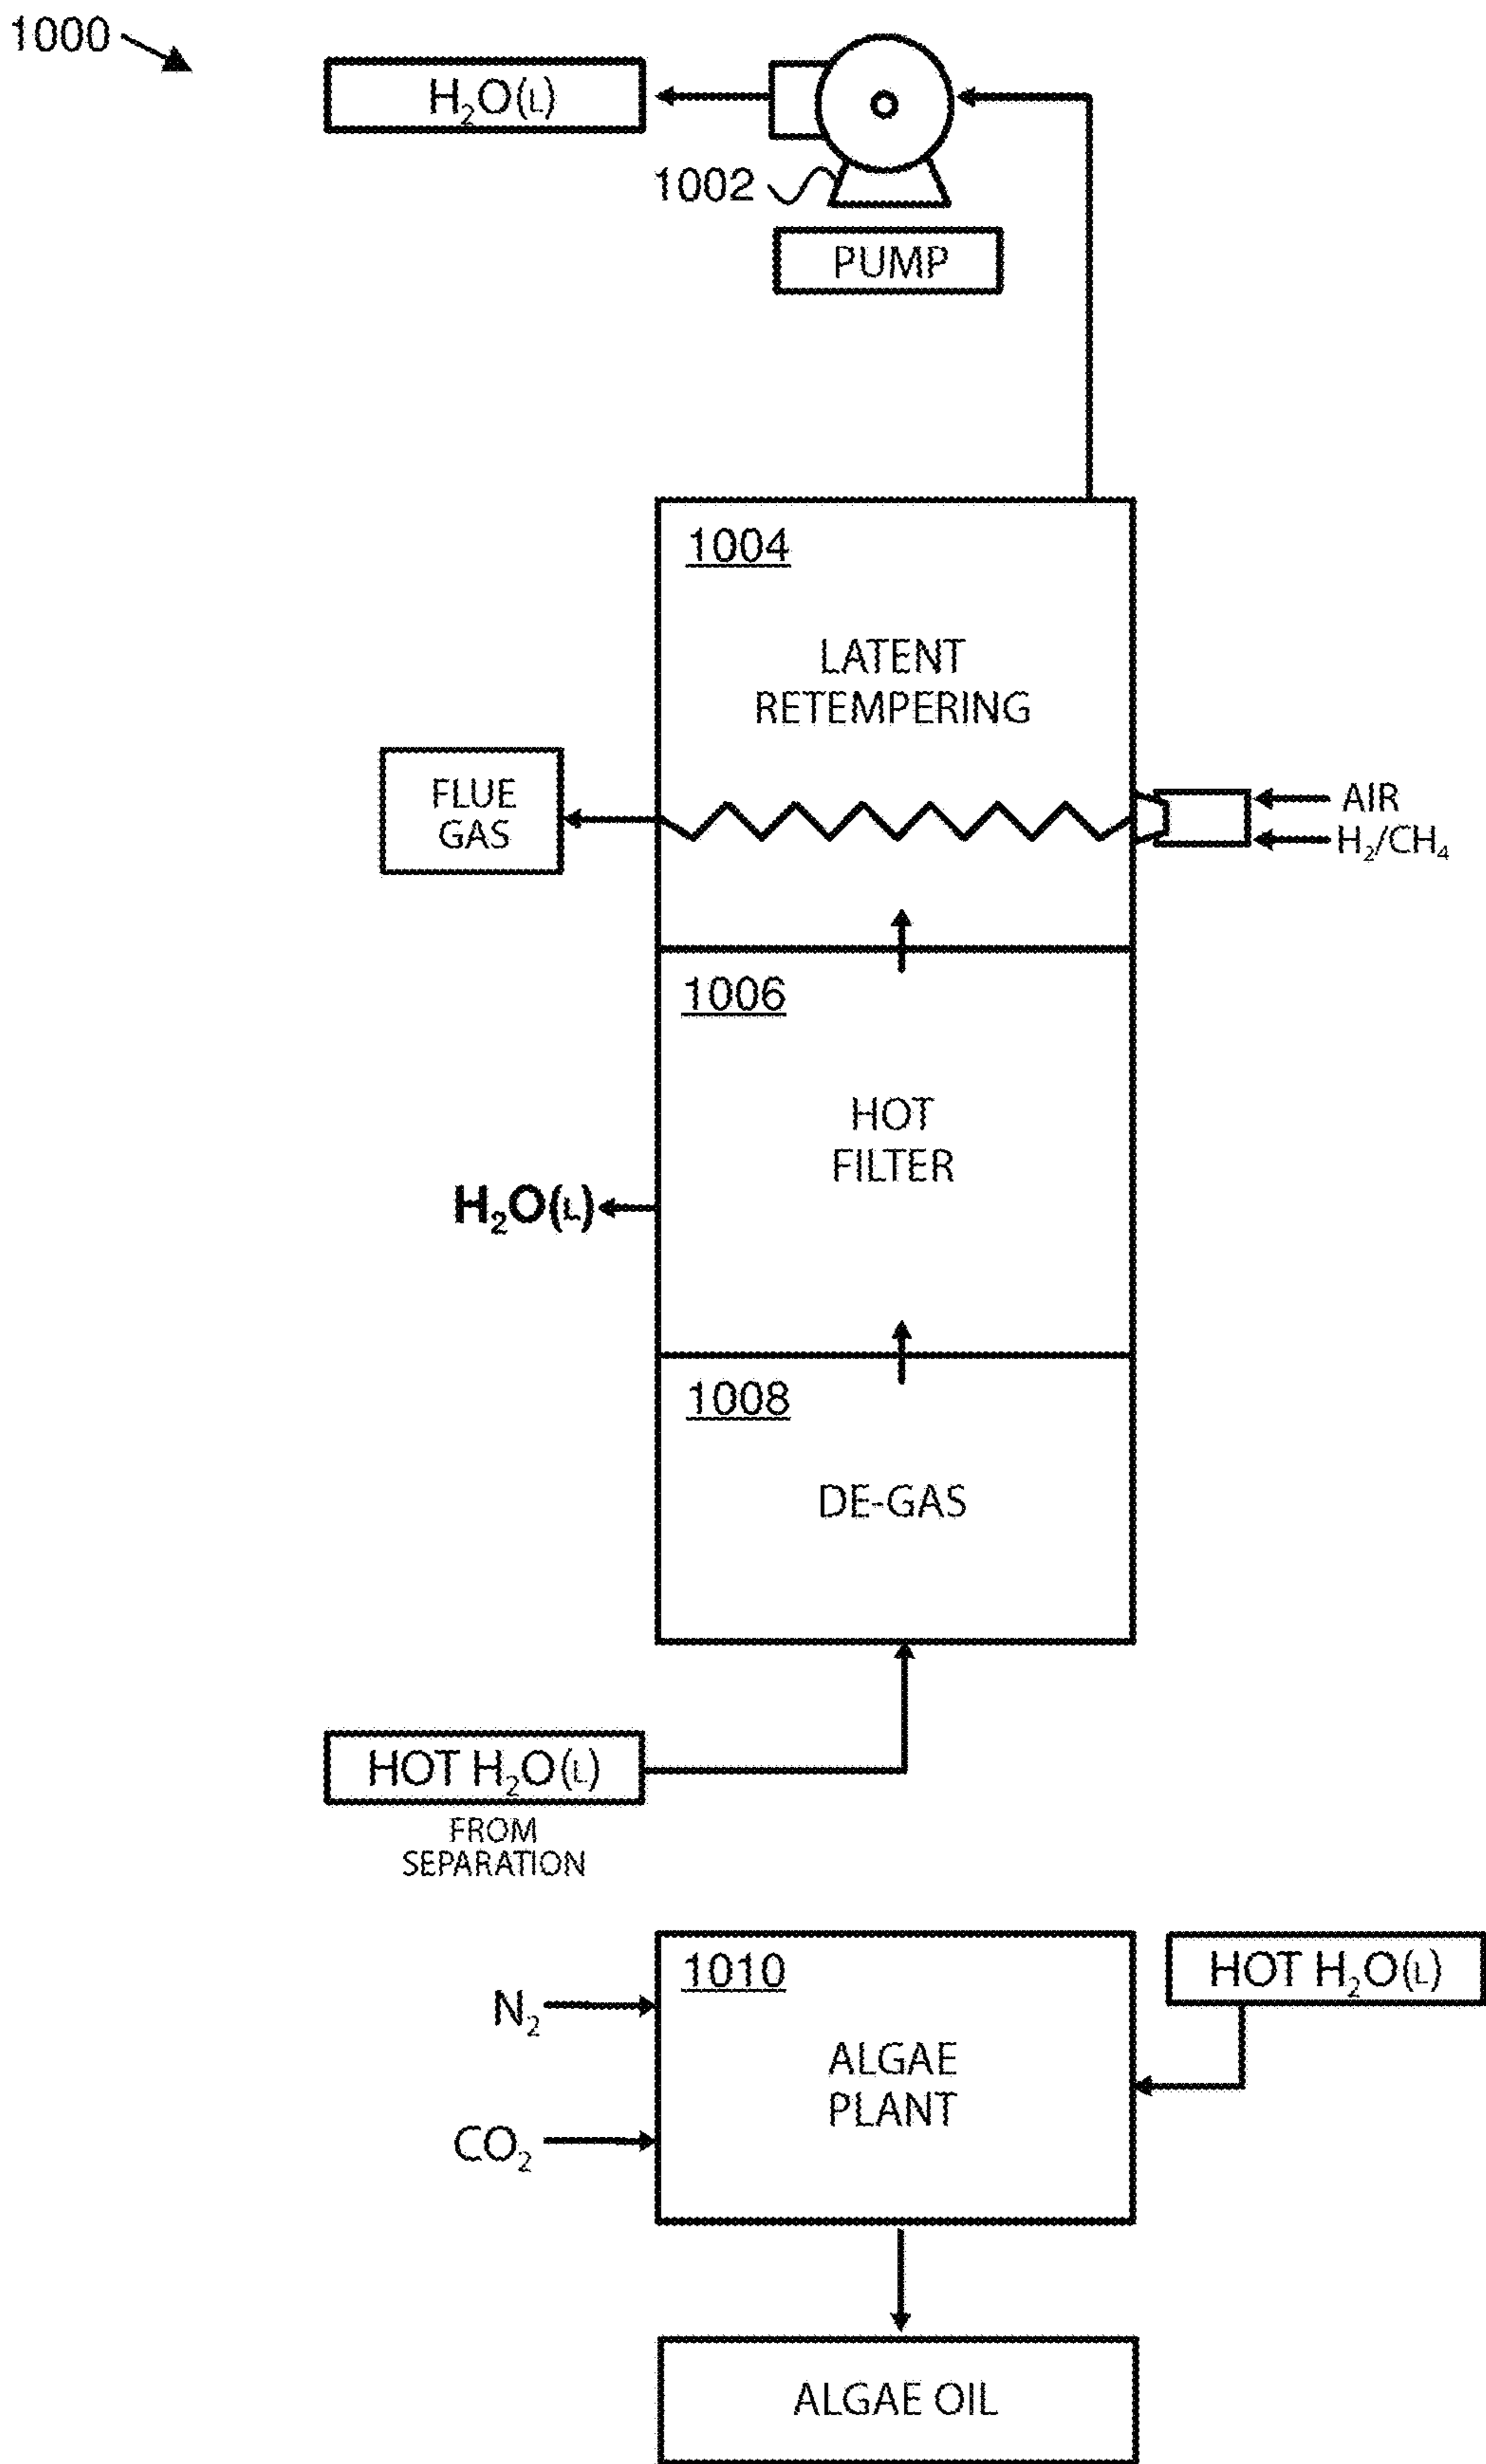 1000
H₂O(L)
1002
PUMP
1004
LATENT
RETEMPERING
FLUE
GAS
AIR
H₂/CH₄
1006
HOT
FILTER
H₂O(L)
1008
DE-GAS
HOT H₂O(L)
FROM
SEPARATION
1010
HOT H₂O(L)
N₂
ALGAE
PLANT
CO₂
ALGAE OIL